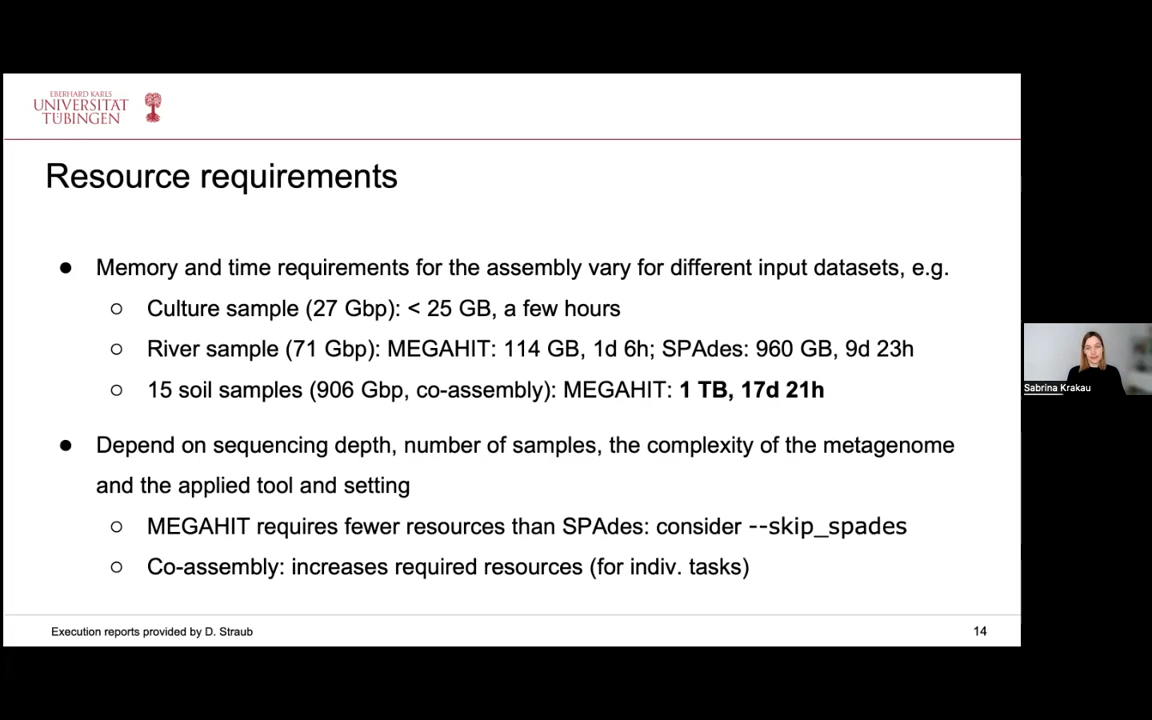 EBERHARD KARLS
UNIVERSITÄT
TÜBINGEN
Resource requirements
● Memory and time requirements for the assembly vary for different input datasets, e.g.
○ Culture sample (27 Gbp): < 25 GB, a few hours
○ River sample (71 Gbp): MEGAHIT: 114 GB, 1d 6h; SPAdes: 960 GB, 9d 23h
○ 15 soil samples (906 Gbp, co-assembly): MEGAHIT: 1 TB, 17d 21h
● Depend on sequencing depth, number of samples, the complexity of the metagenome
and the applied tool and setting
○ MEGAHIT requires fewer resources than SPAdes: consider --skip_spades
○ Co-assembly: increases required resources (for indiv. tasks)
Execution reports provided by D. Straub
14
Sabrina Krakau